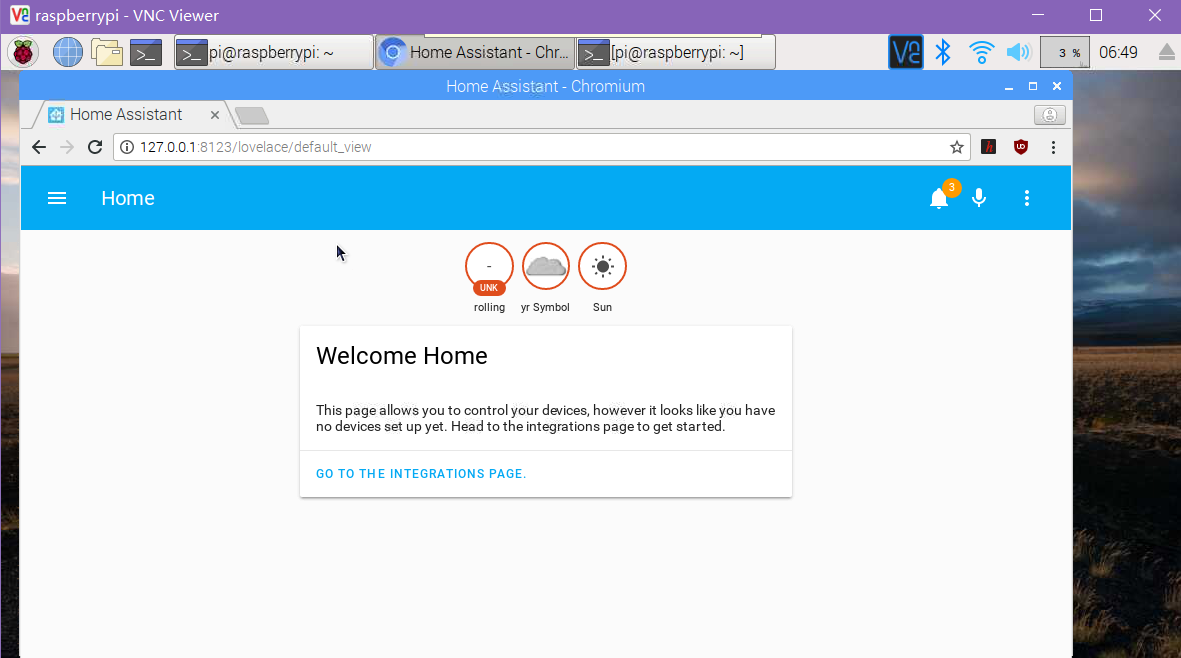 raspberrypi - VNC Viewer
pi@raspberrypi: ~
Home Assistant - Chr...
[pi@raspberrypi: ~]
3 %
06:49
Home Assistant - Chromium
Home Assistant
127.0.0.1:8123/lovelace/default_view
Home
3
-
UNK
rolling
yr Symbol
Sun
Welcome Home
This page allows you to control your devices, however it looks like you have
no devices set up yet. Head to the integrations page to get started.
GO TO THE INTEGRATIONS PAGE.